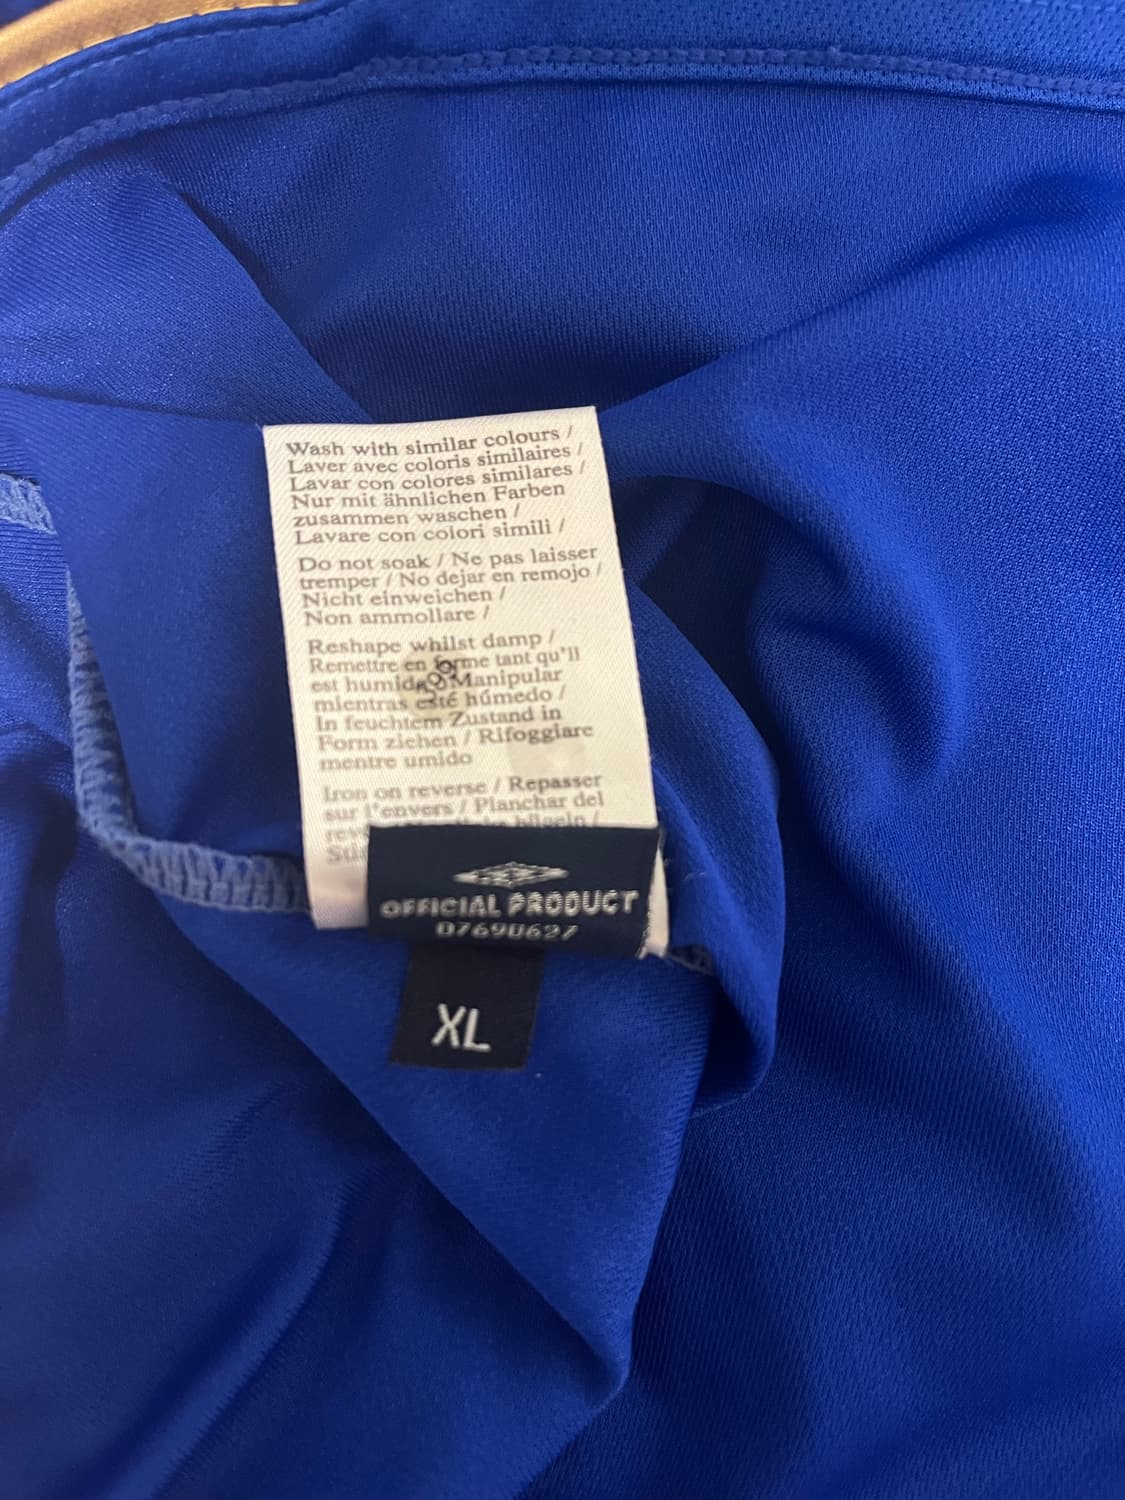 Wash with similar colours /
Laver avec coloris similaires /
Lavar con colores similares /
Nur mit ähnlichen Farben
zusammen waschen /
Lavare con colori simili /
Do not soak / Ne pas laisser
tremper / No dejar en remojo /
Nicht einweichen /
Non ammollare /
Reshape whilst damp /
Remettre en forme tant qu'il
est humide / Manipular
mientras esté húmedo /
In feuchtem Zustand in
Form ziehen / Rifoggiare
mentre umido
Iron on reverse / Repasser
sur l'envers / Planchar del
OFFICIAL PRODUCT
07690627
XL